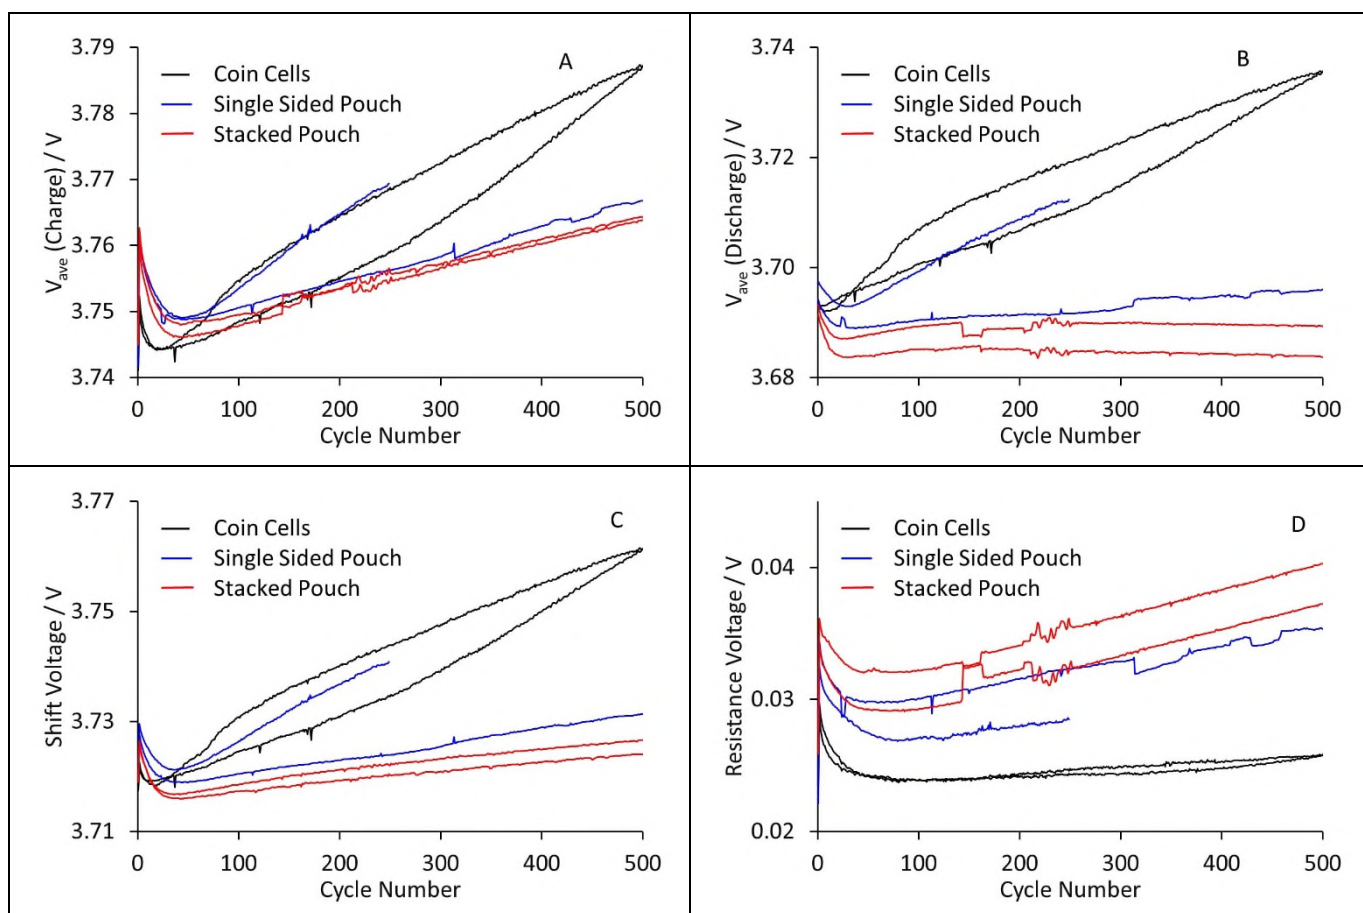 A
V_ave (Charge) / V
3.79
3.78
3.77
3.76
3.75
3.74
Coin Cells
Single Sided Pouch
Stacked Pouch
0 100 200 300 400 500
Cycle Number
B
V_ave (Discharge) / V
3.74
3.72
3.70
3.68
Coin Cells
Single Sided Pouch
Stacked Pouch
0 100 200 300 400 500
Cycle Number
C
Shift Voltage / V
3.77
3.75
3.73
3.71
Coin Cells
Single Sided Pouch
Stacked Pouch
0 100 200 300 400 500
Cycle Number
D
Resistance Voltage / V
0.04
0.03
0.02
Coin Cells
Single Sided Pouch
Stacked Pouch
0 100 200 300 400 500
Cycle Number